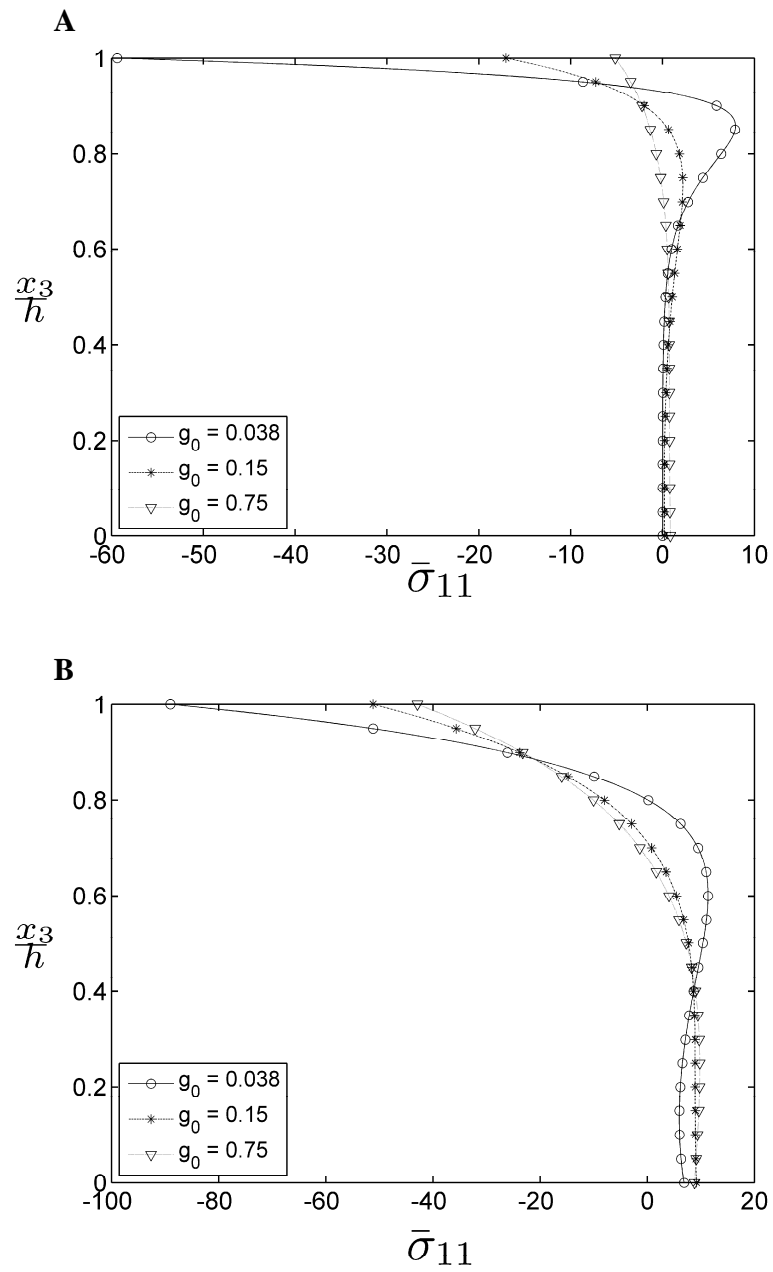 A
1
0.8
0.6
x₃/h
0.4
0.2
0
g₀ = 0.038
g₀ = 0.15
g₀ = 0.75
-60 -50 -40 -30 -20 -10 0 10
σ̄₁₁
B
1
0.8
0.6
x₃/h
0.4
0.2
0
g₀ = 0.038
g₀ = 0.15
g₀ = 0.75
-100 -80 -60 -40 -20 0 20
σ̄₁₁